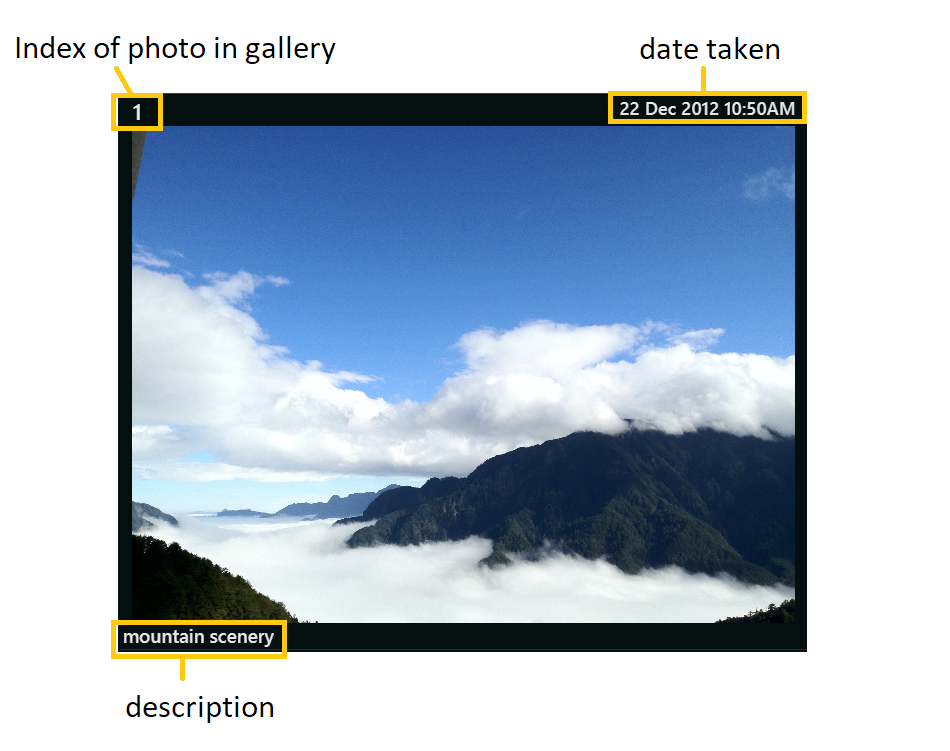 Index of photo in gallery
date taken
1
22 Dec 2012 10:50AM
mountain scenery
description